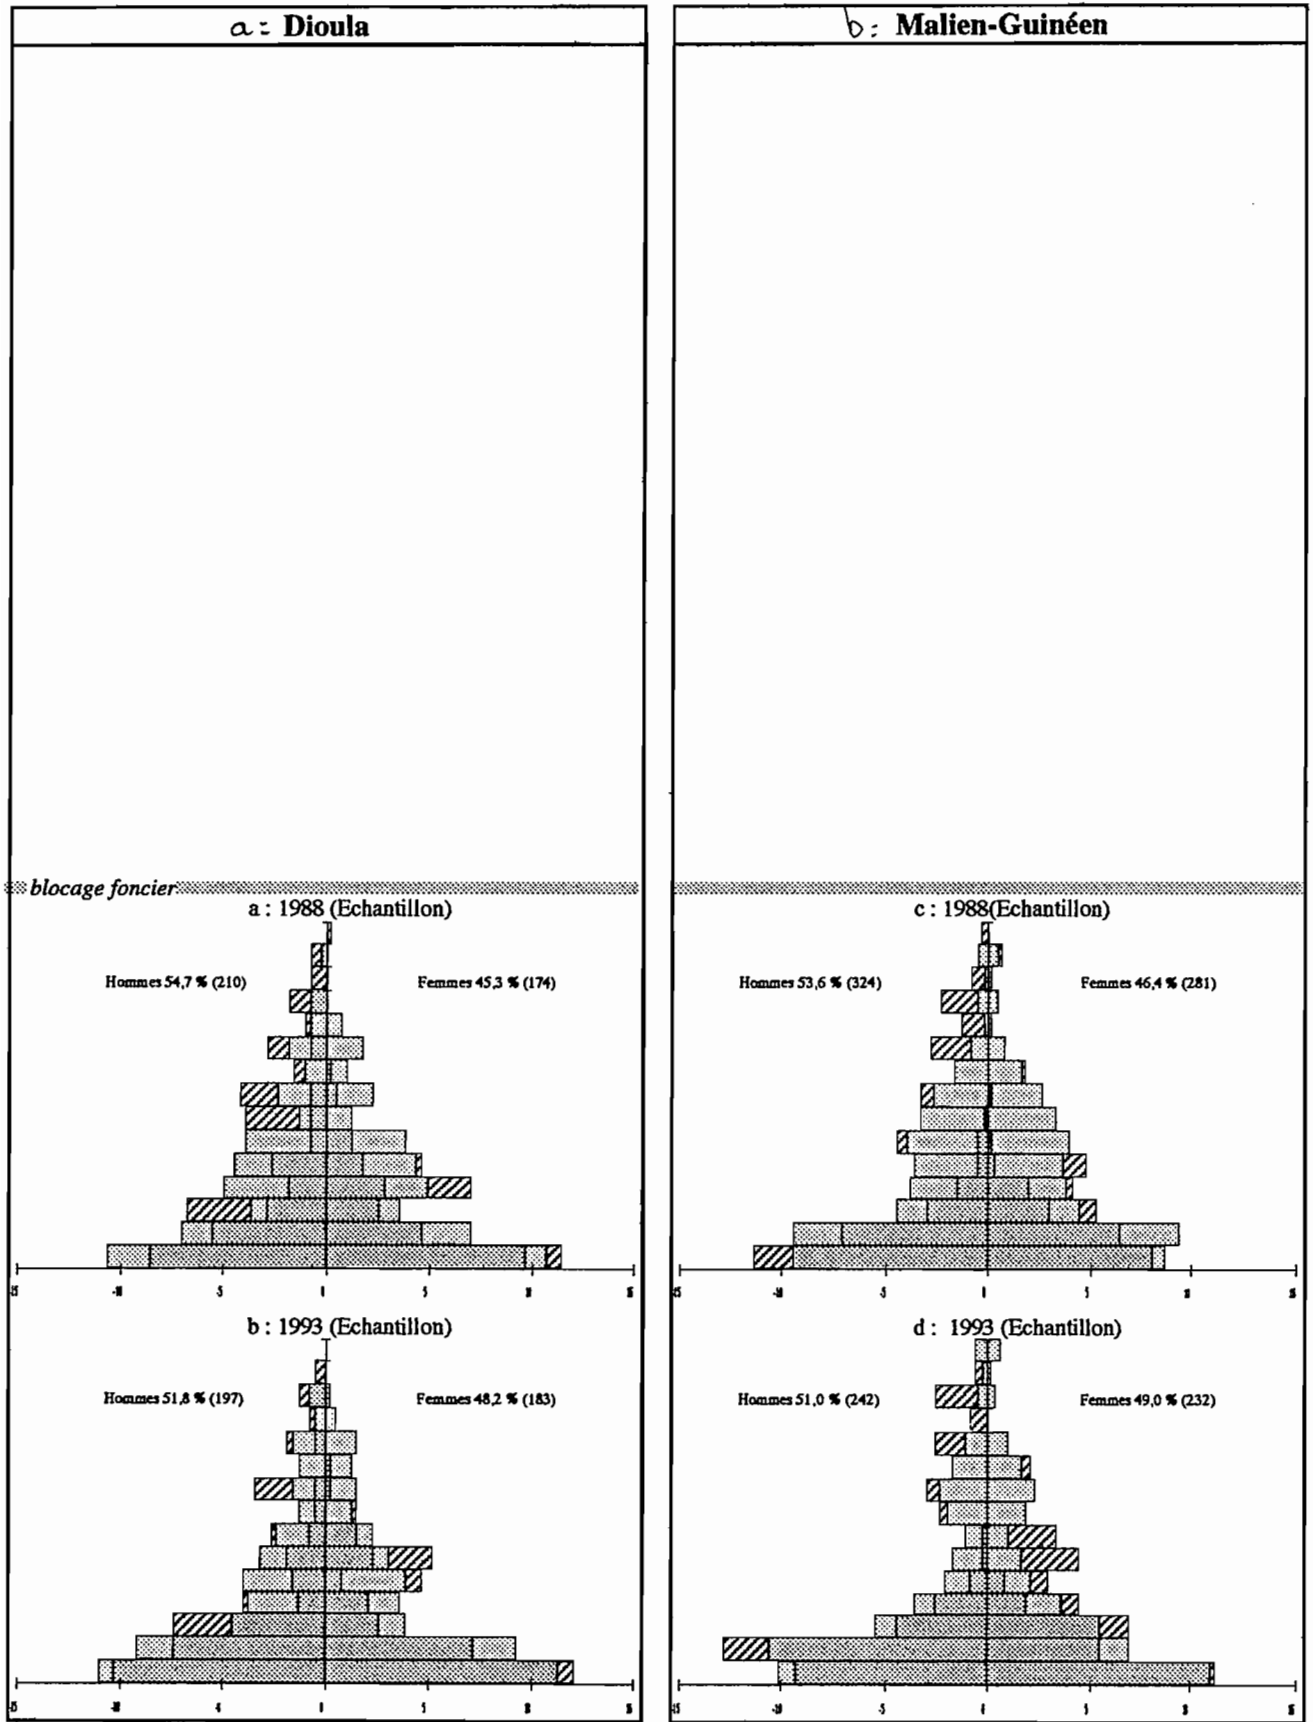 a : Dioula
b : Malien-Guinéen
blocage foncier
a : 1988 (Echantillon)
Hommes 54,7 % (210)
Femmes 45,3 % (174)
c : 1988(Echantillon)
Hommes 53,6 % (324)
Femmes 46,4 % (281)
b : 1993 (Echantillon)
Hommes 51,8 % (197)
Femmes 48,2 % (183)
d : 1993 (Echantillon)
Hommes 51,0 % (242)
Femmes 49,0 % (232)